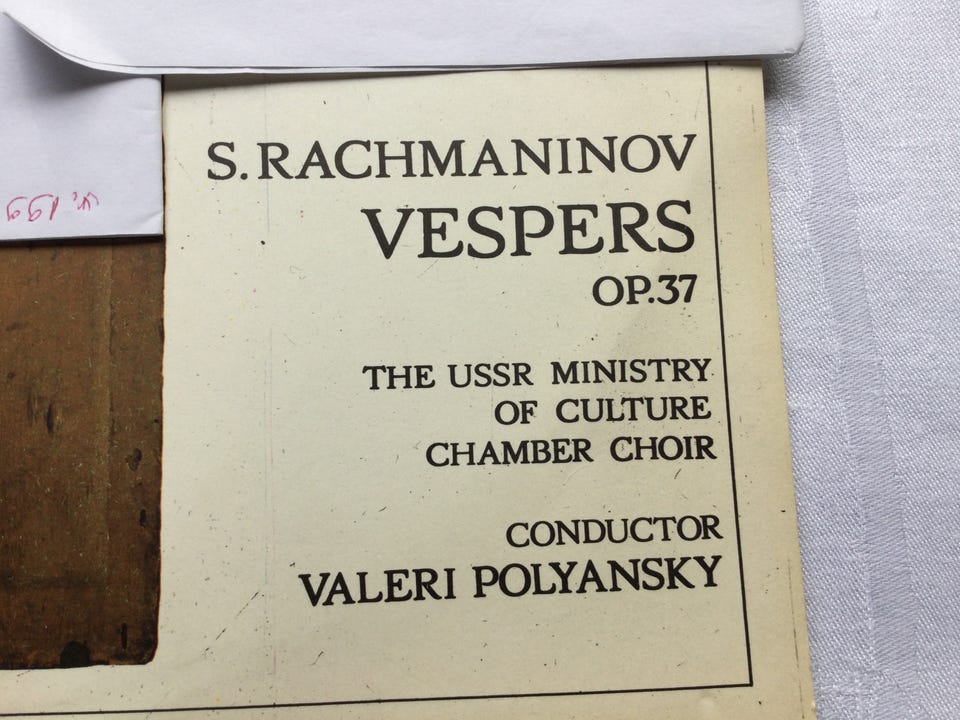 S. RACHMANINOV
VESPERS
OP.37
THE USSR MINISTRY
OF CULTURE
CHAMBER CHOIR
CONDUCTOR
VALERI POLYANSKY